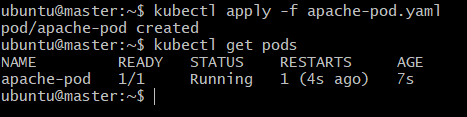 ubuntu@master:~$ kubectl apply -f apache-pod.yaml
pod/apache-pod created
ubuntu@master:~$ kubectl get pods
NAME         READY   STATUS    RESTARTS     AGE
apache-pod   1/1     Running   1 (4s ago)   7s
ubuntu@master:~$